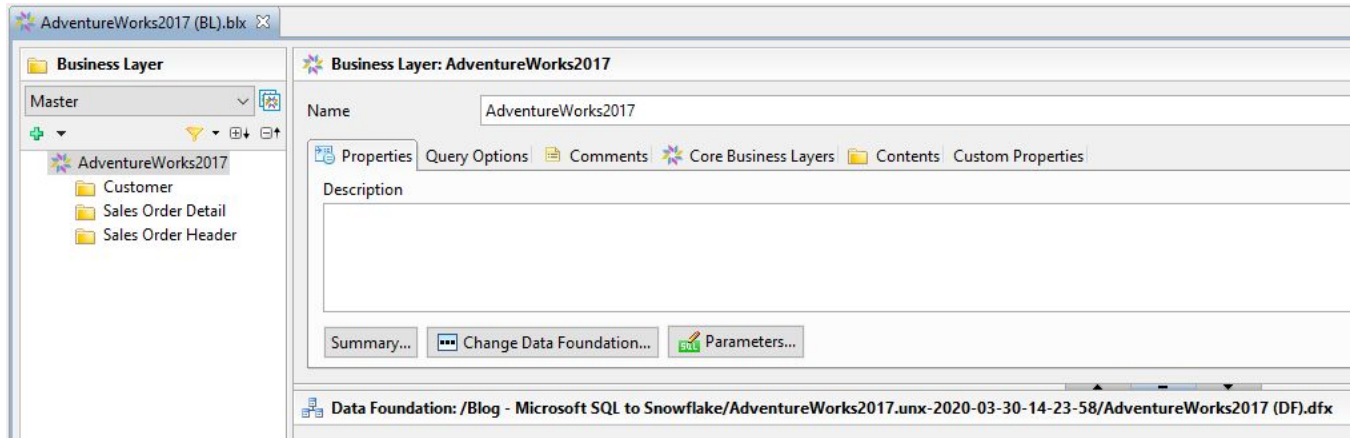 AdventureWorks2017 (BL).blx
Business Layer
Master
AdventureWorks2017
Customer
Sales Order Detail
Sales Order Header
Business Layer: AdventureWorks2017
Name AdventureWorks2017
Properties Query Options Comments Core Business Layers Contents Custom Properties
Description
Summary... Change Data Foundation... SQL Parameters...
Data Foundation: /Blog - Microsoft SQL to Snowflake/AdventureWorks2017.unx-2020-03-30-14-23-58/AdventureWorks2017 (DF).dfx